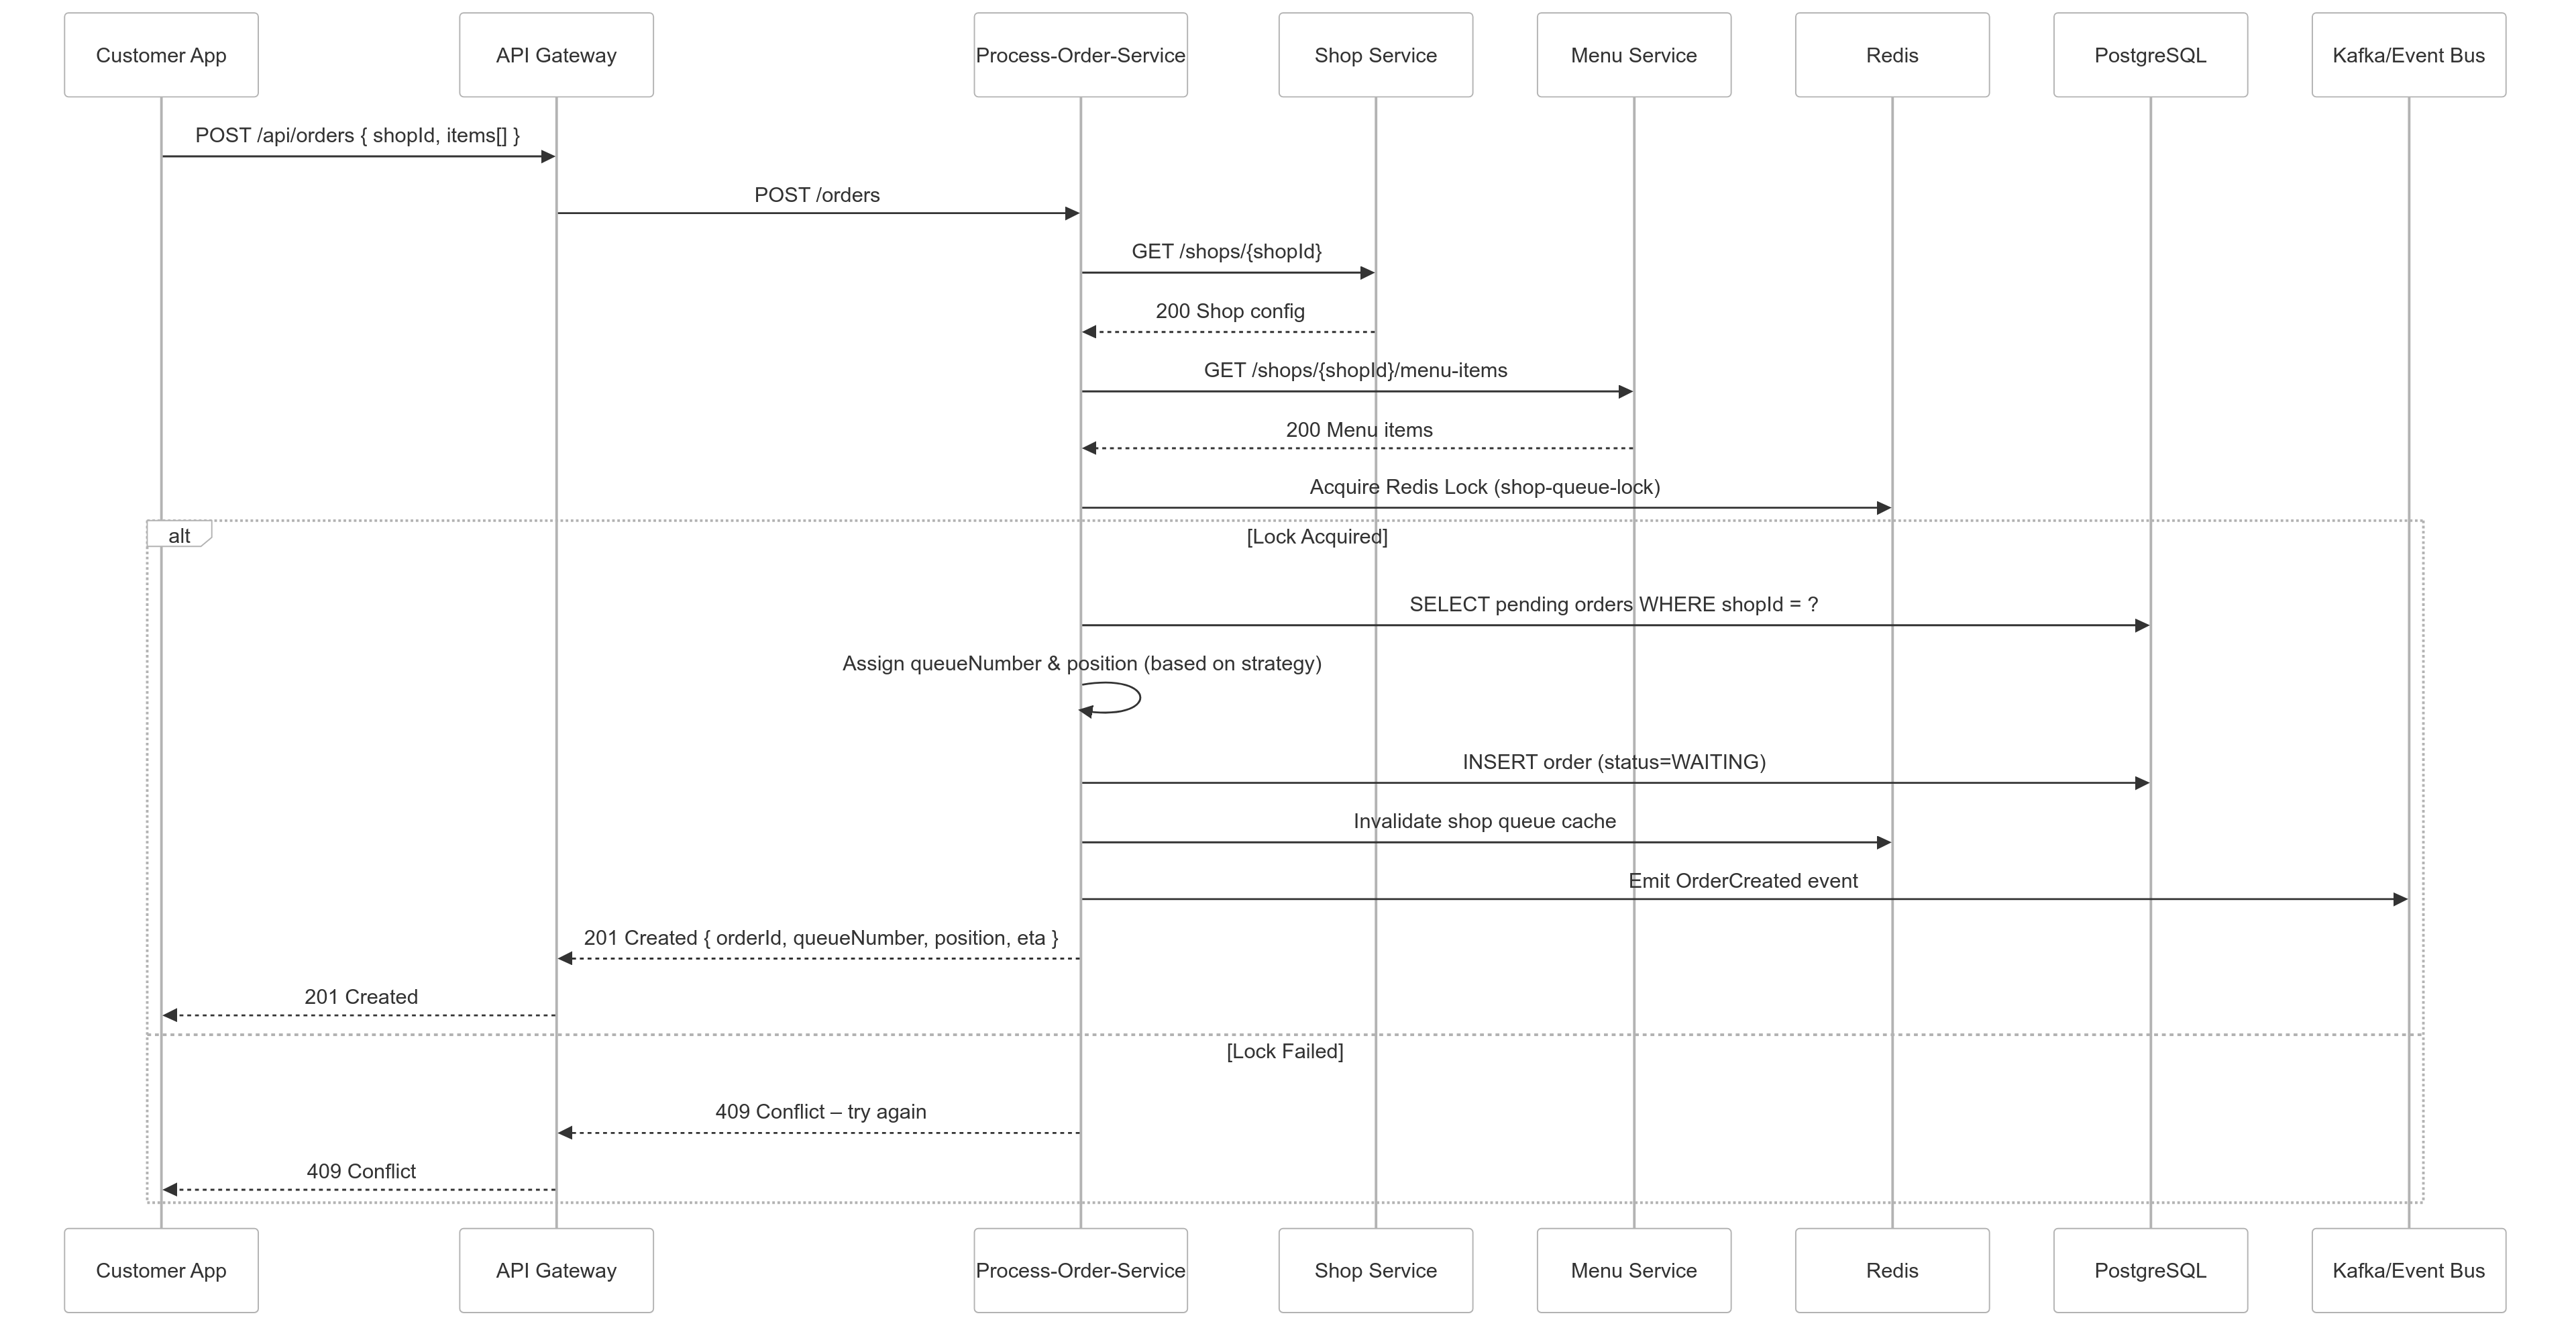 Customer App
API Gateway
Process-Order-Service
Shop Service
Menu Service
Redis
PostgreSQL
Kafka/Event Bus
POST /api/orders { shopId, items[] }
POST /orders
GET /shops/{shopId}
200 Shop config
GET /shops/{shopId}/menu-items
200 Menu items
Acquire Redis Lock (shop-queue-lock)
alt
[Lock Acquired]
SELECT pending orders WHERE shopId = ?
Assign queueNumber & position (based on strategy)
INSERT order (status=WAITING)
Invalidate shop queue cache
Emit OrderCreated event
201 Created { orderId, queueNumber, position, eta }
201 Created
[Lock Failed]
409 Conflict – try again
409 Conflict
Customer App
API Gateway
Process-Order-Service
Shop Service
Menu Service
Redis
PostgreSQL
Kafka/Event Bus